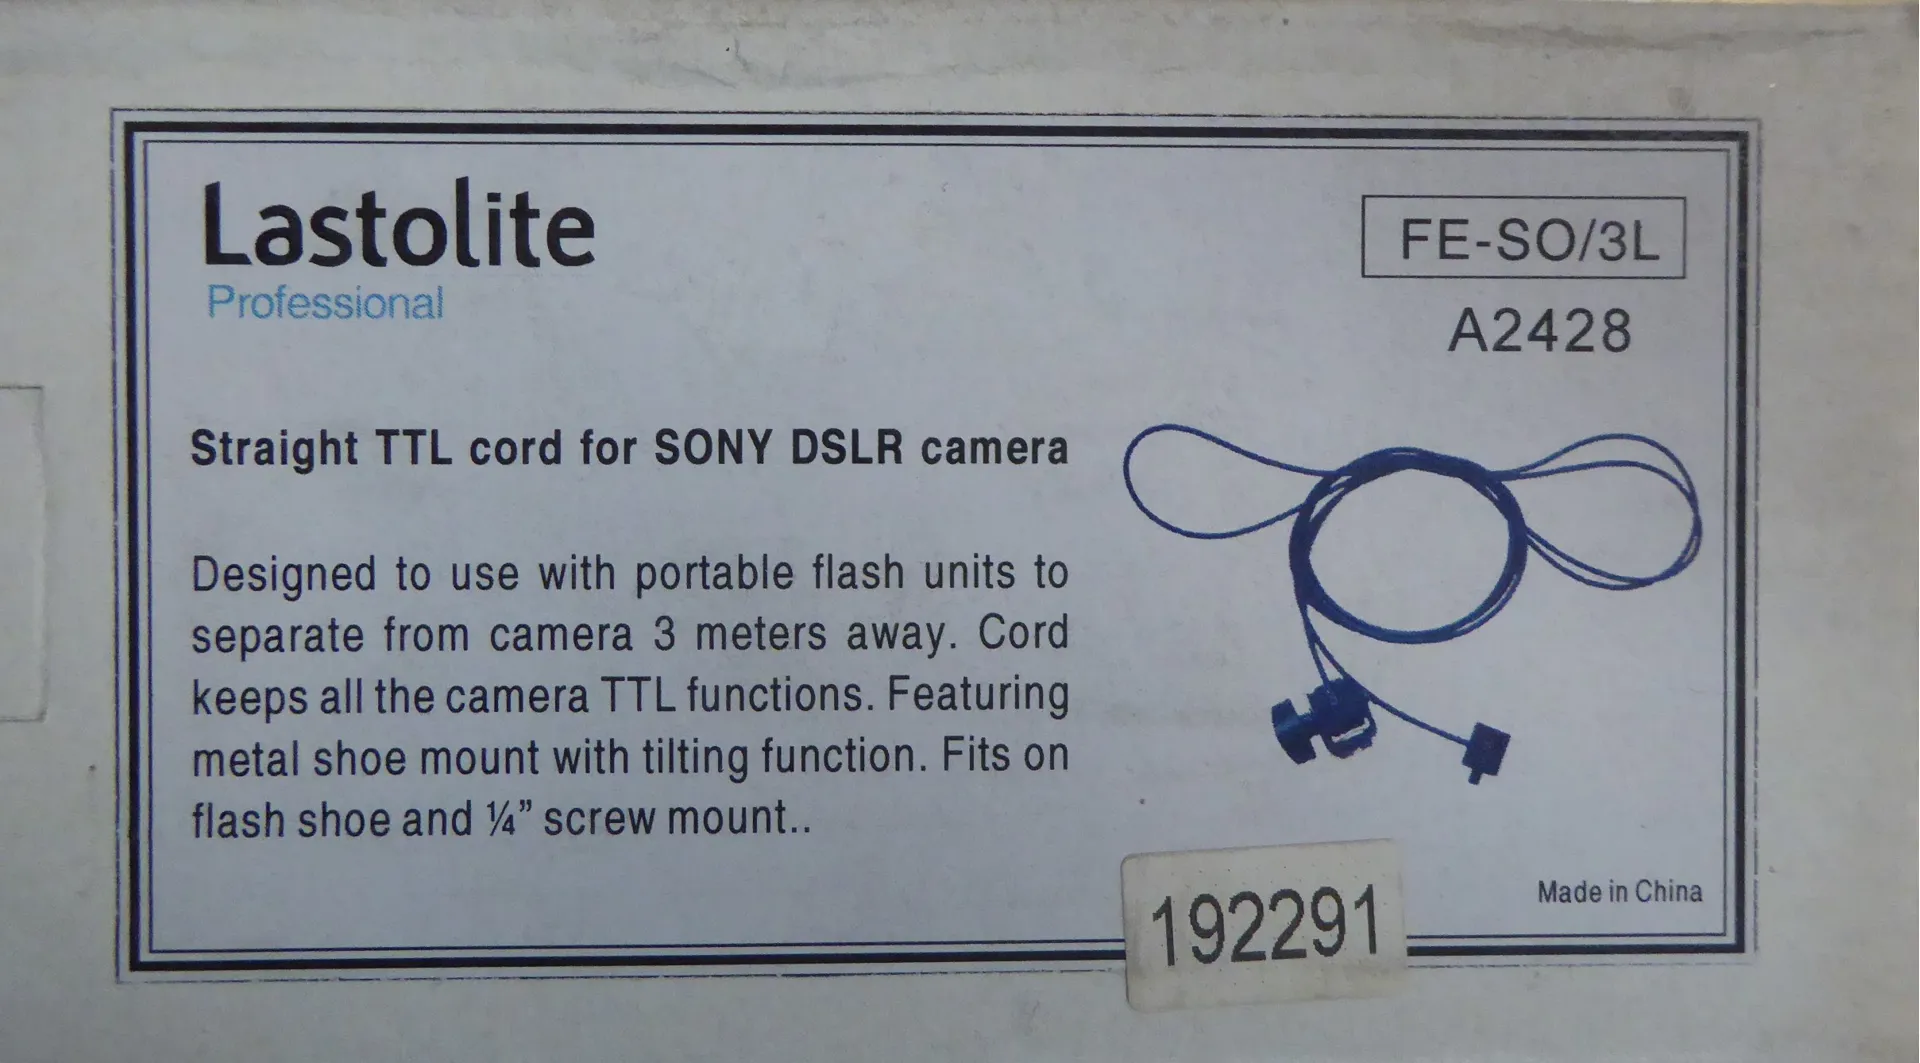 Lastolite
Professional
FE-SO/3L
A2428
Straight TTL cord for SONY DSLR camera
Designed to use with portable flash units to
separate from camera 3 meters away. Cord
keeps all the camera TTL functions. Featuring
metal shoe mount with tilting function. Fits on
flash shoe and ¼” screw mount..
Made in China
192291